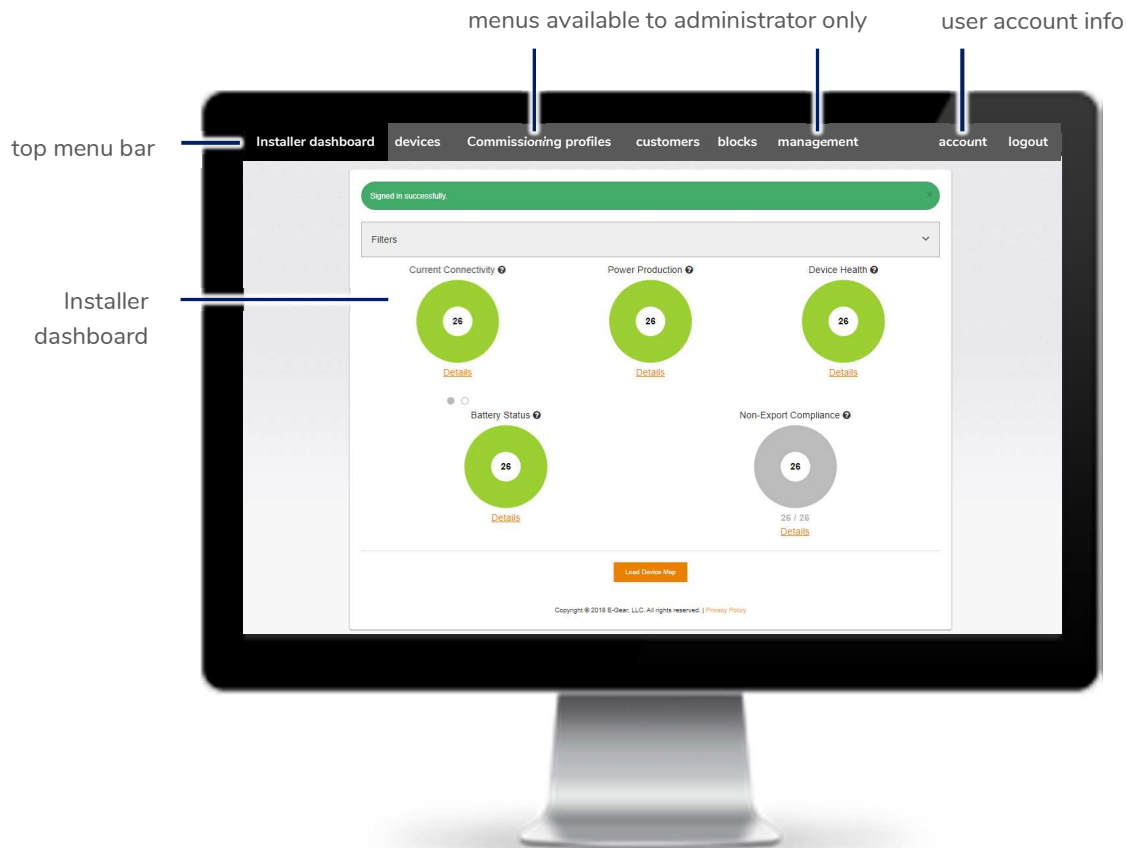 menus available to administrator only
user account info
top menu bar
Installer dashboard devices Commissioning profiles customers blocks management account logout
Signed in successfully. ×
Filters
Installer
dashboard
Current Connectivity ? Power Production ? Device Health ?
26 26 26
Details Details Details
Battery Status ? Non-Export Compliance ?
26 26
26 / 26
Details Details
Load Device Map
Copyright © 2018 E-Gear, LLC. All rights reserved. | Privacy Policy